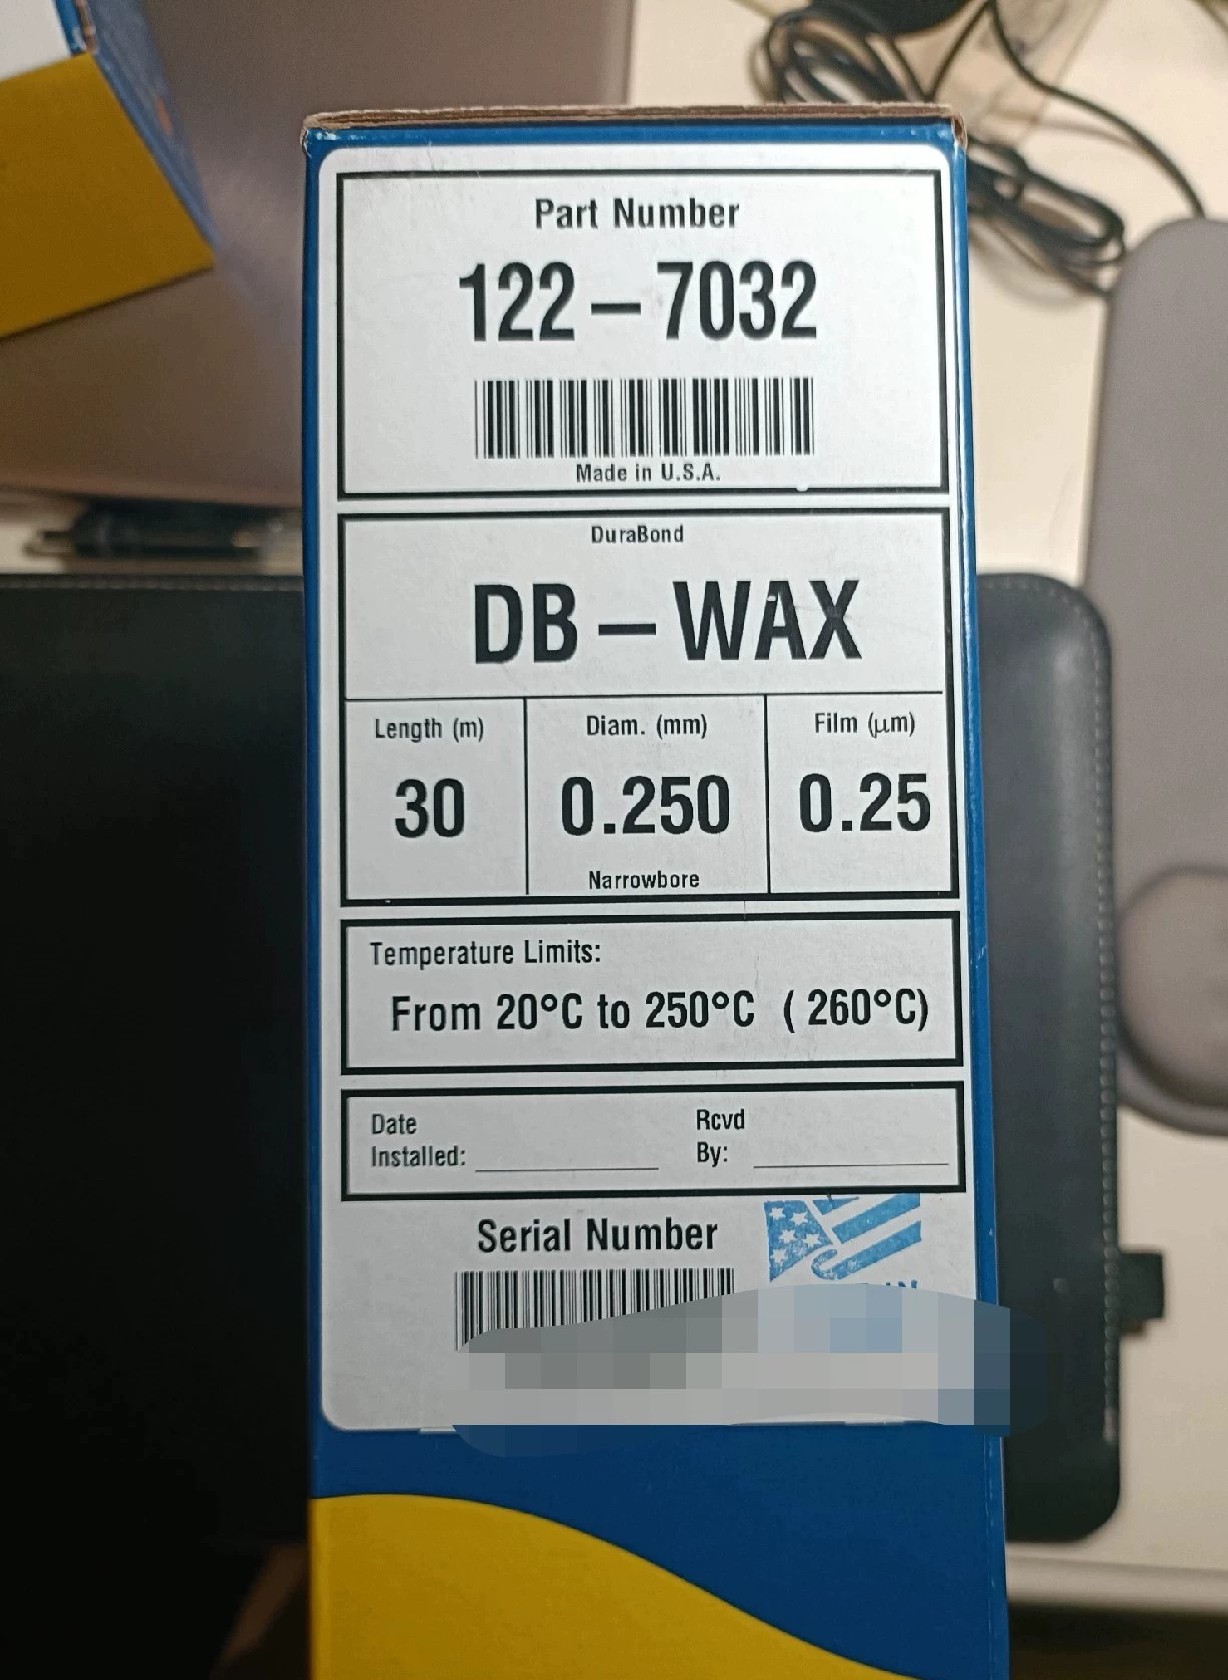 Part Number
122-7032
Made in U.S.A.
DuraBond
DB-WAX
Length (m) Diam. (mm) Film (μm)
30 0.250 0.25
Narrowbore
Temperature Limits:
From 20°C to 250°C (260°C)
Date Rcvd
Installed: By:
Serial Number